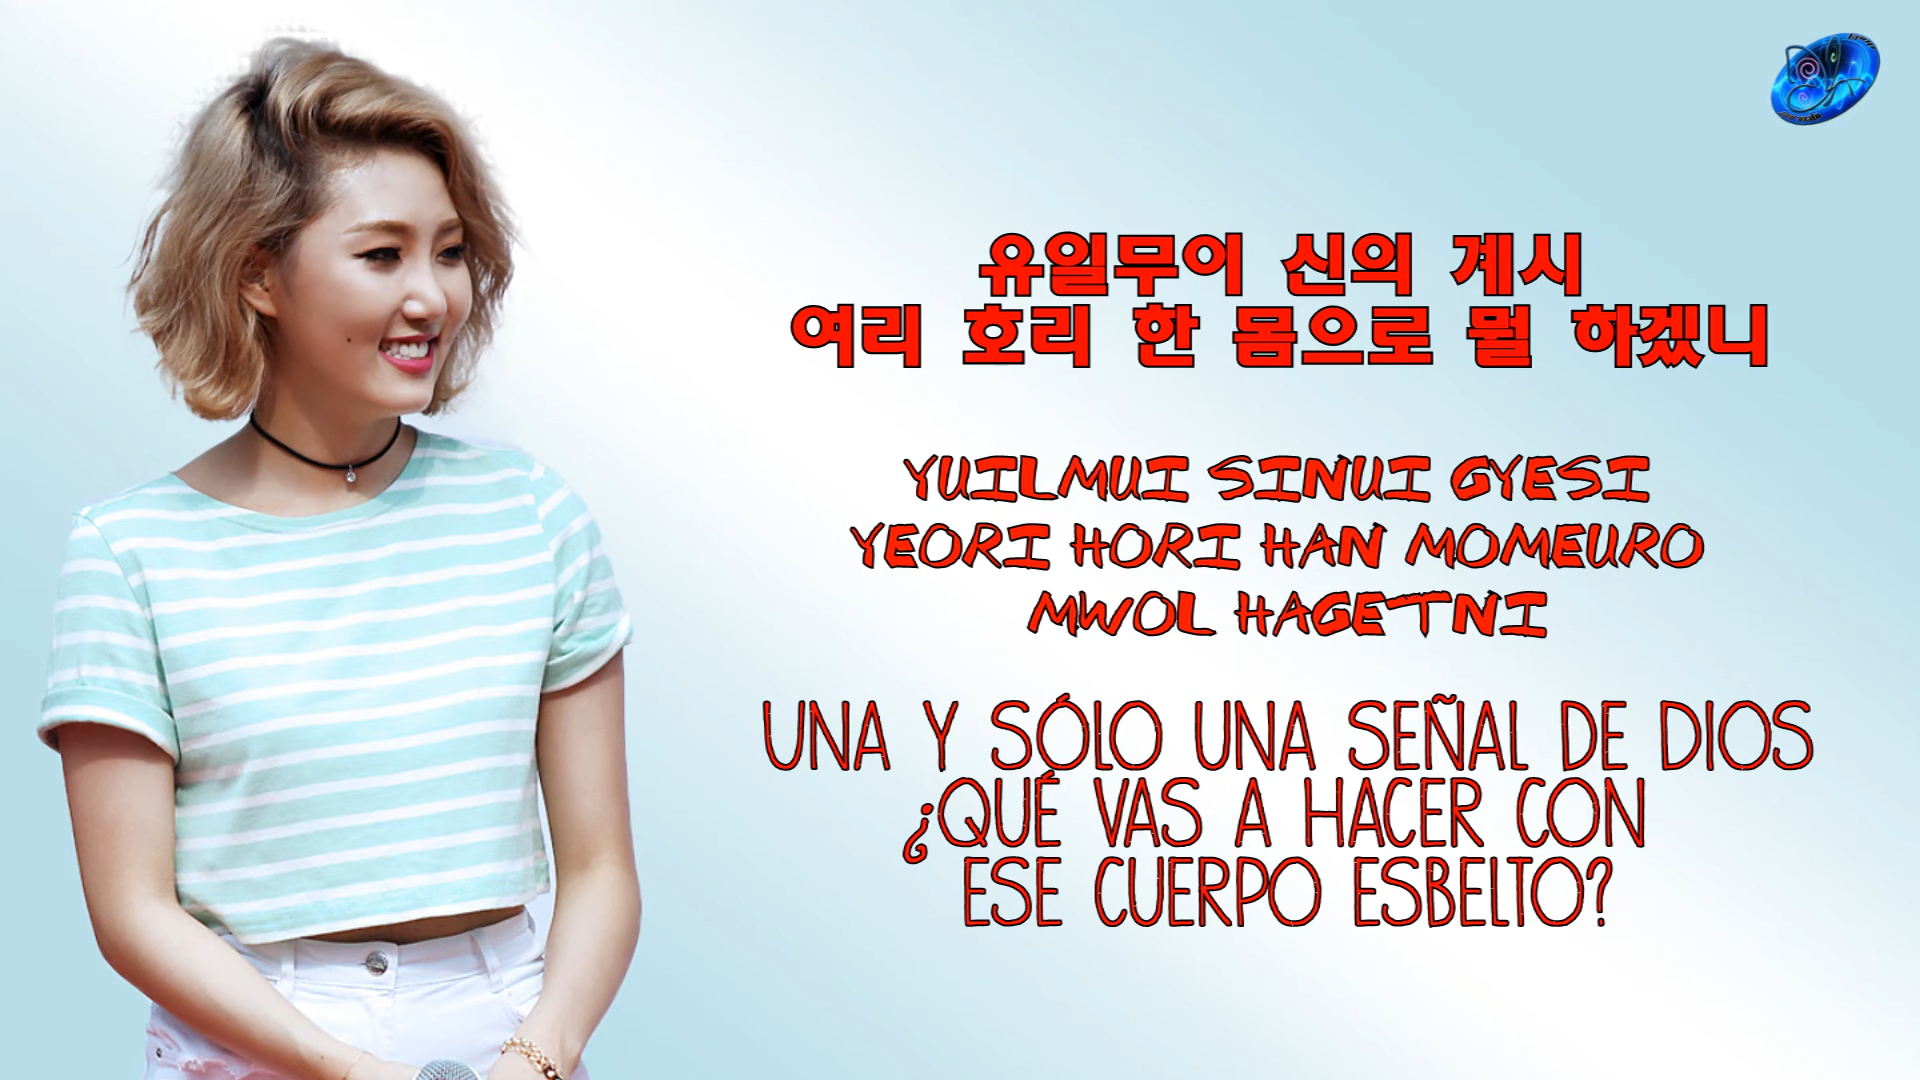 유일무이 신의 계시
여리 호리 한 몸으로 뭘 하겠니
YUILMUI SINUI GYESI
YEORI HORI HAN MOMEURO
MWOL HAGETNI
UNA Y SÓLO UNA SEÑAL DE DIOS
¿QUÉ VAS A HACER CON
ESE CUERPO ESBELTO?